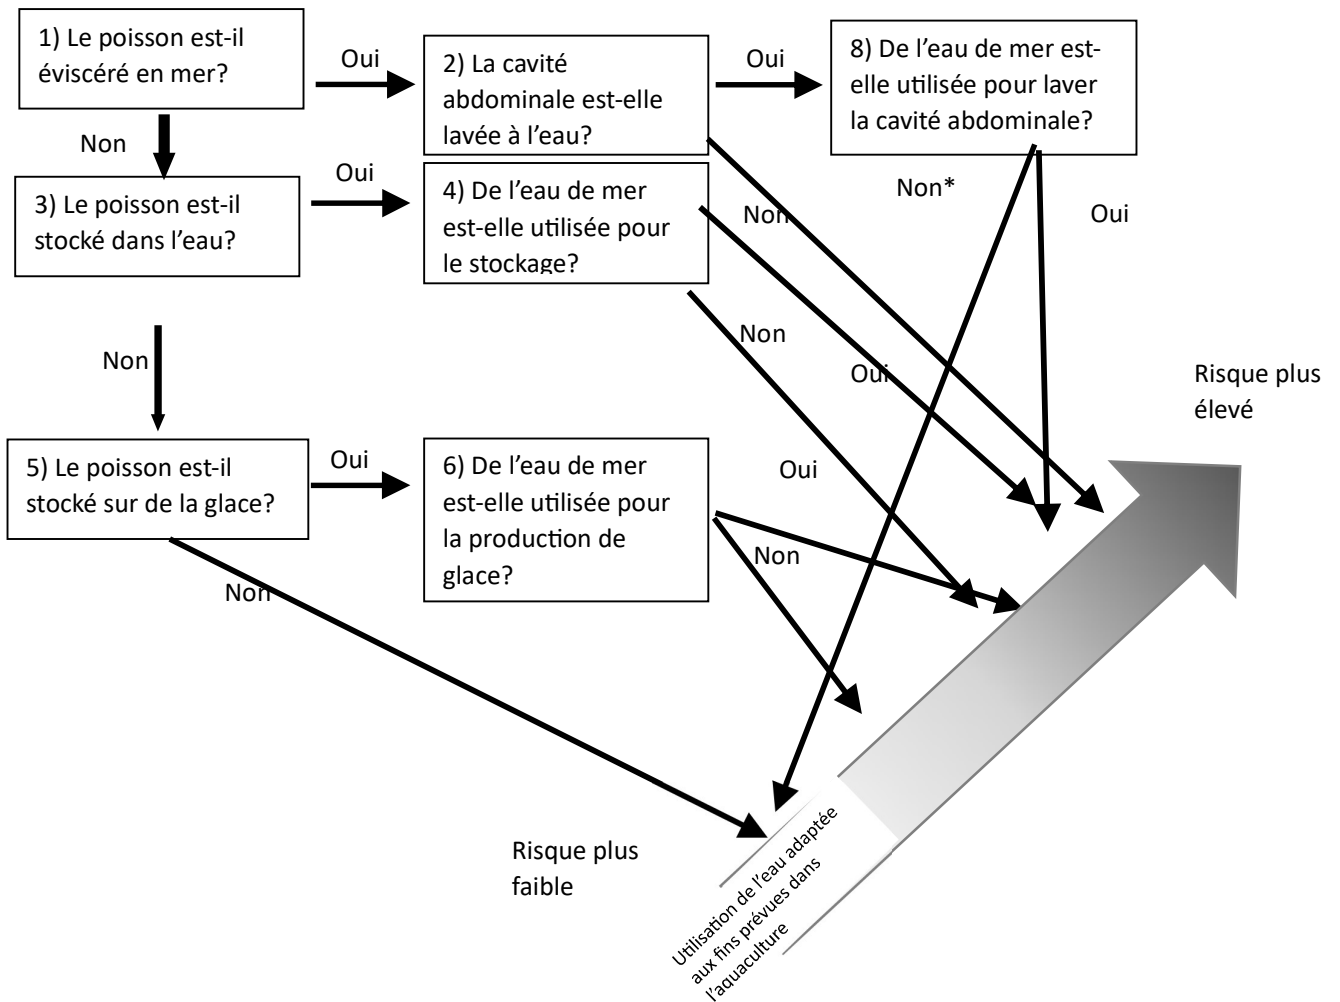 1) Le poisson est-il
éviscéré en mer?
Oui
2) La cavité
abdominale est-elle
lavée à l’eau?
Oui
8) De l’eau de mer est-
elle utilisée pour laver
la cavité abdominale?
Non
3) Le poisson est-il
stocké dans l’eau?
Oui
4) De l’eau de mer
est-elle utilisée pour
le stockage?
Non
Non*
Oui
Non
Non
Oui
Oui
5) Le poisson est-il
stocké sur de la glace?
Oui
6) De l’eau de mer
est-elle utilisée pour
la production de
glace?
Non
Non
Risque plus
élevé
Risque plus
faible
Utilisation de l’eau adaptée
aux fins prévues dans
l’aquaculture